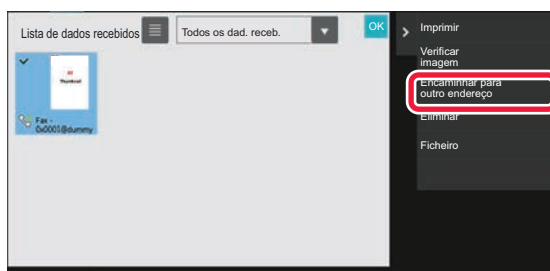 Lista de dados recebidos
Todos os dad. receb.
OK
Thumbnail
Fax -
0x0001@dummy
Imprimir
Verificar
imagem
Encaminhar para
outro endereço
Eliminar
Ficheiro